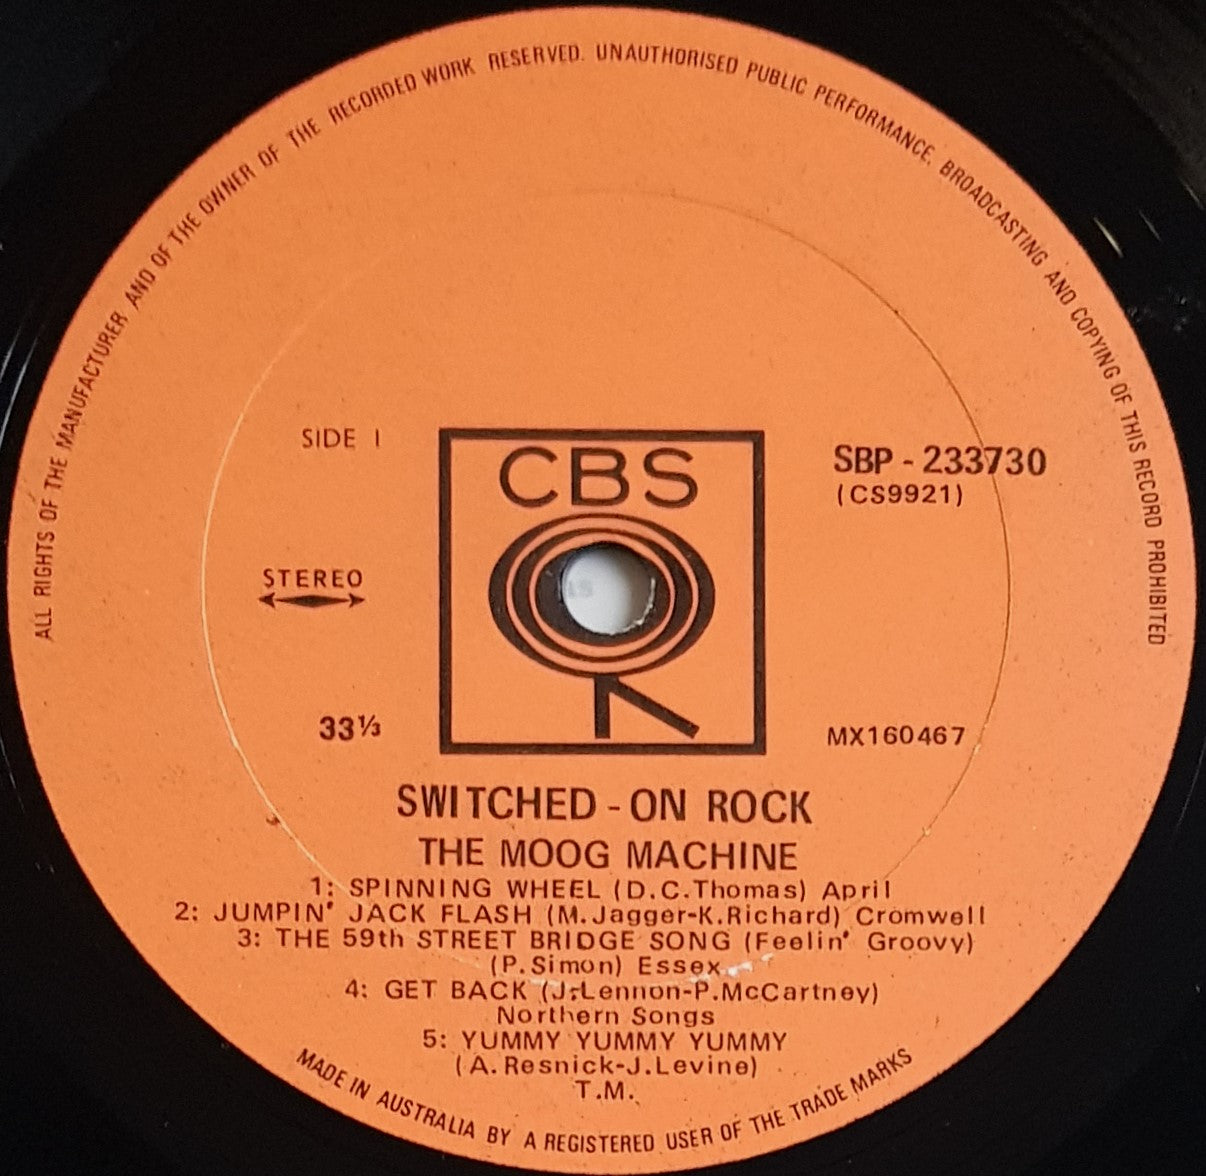 ALL RIGHTS OF THE MANUFACTURER AND OF THE OWNER OF THE RECORDED WORK RESERVED. UNAUTHORISED PUBLIC PERFORMANCE, BROADCASTING AND COPYING OF THIS RECORD PROHIBITED
SIDE 1
CBS
SBP - 233730
(CS9921)
STEREO
33⅓
MX160467
SWITCHED - ON ROCK
THE MOOG MACHINE
1: SPINNING WHEEL (D.C.Thomas) April
2: JUMPIN' JACK FLASH (M.Jagger-K.Richard) Cromwell
3: THE 59th STREET BRIDGE SONG (Feelin' Groovy)
(P.Simon) Essex
4: GET BACK (J.Lennon-P.McCartney)
Northern Songs
5: YUMMY YUMMY YUMMY
(A.Resnick-J.Levine)
T.M.
MADE IN AUSTRALIA BY A REGISTERED USER OF THE TRADE MARKS